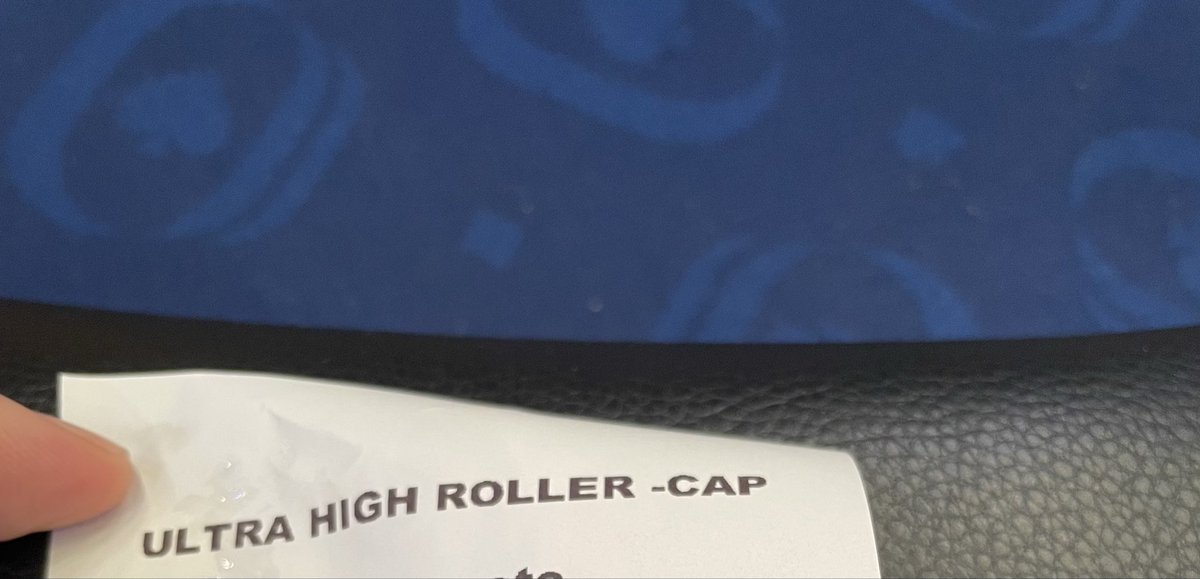 ULTRA HIGH ROLLER -CAP